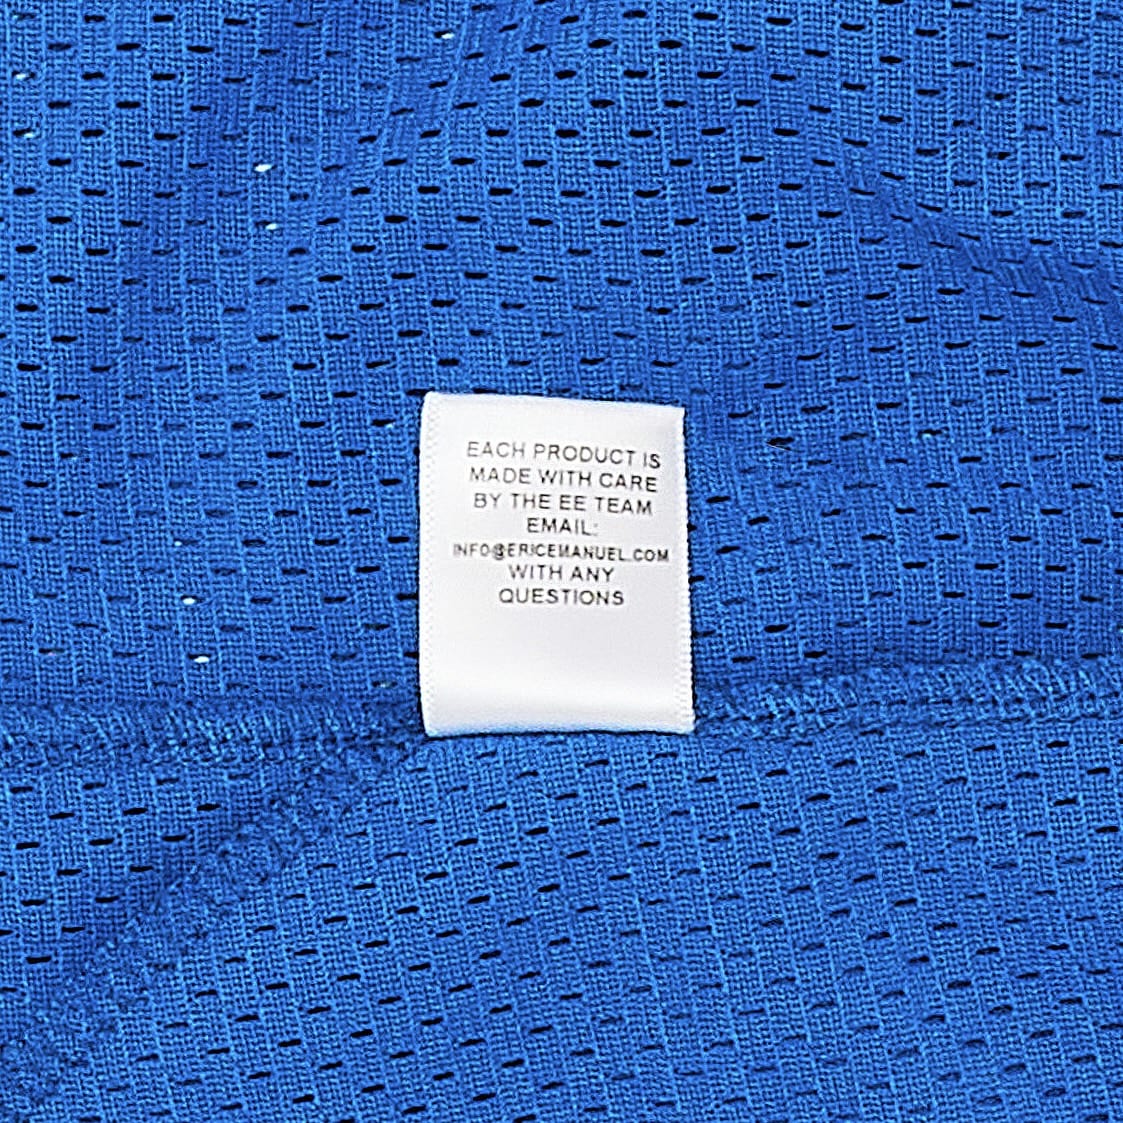 EACH PRODUCT IS
MADE WITH CARE
BY THE EE TEAM
EMAIL:
INFO@ERICEMANUEL.COM
WITH ANY
QUESTIONS